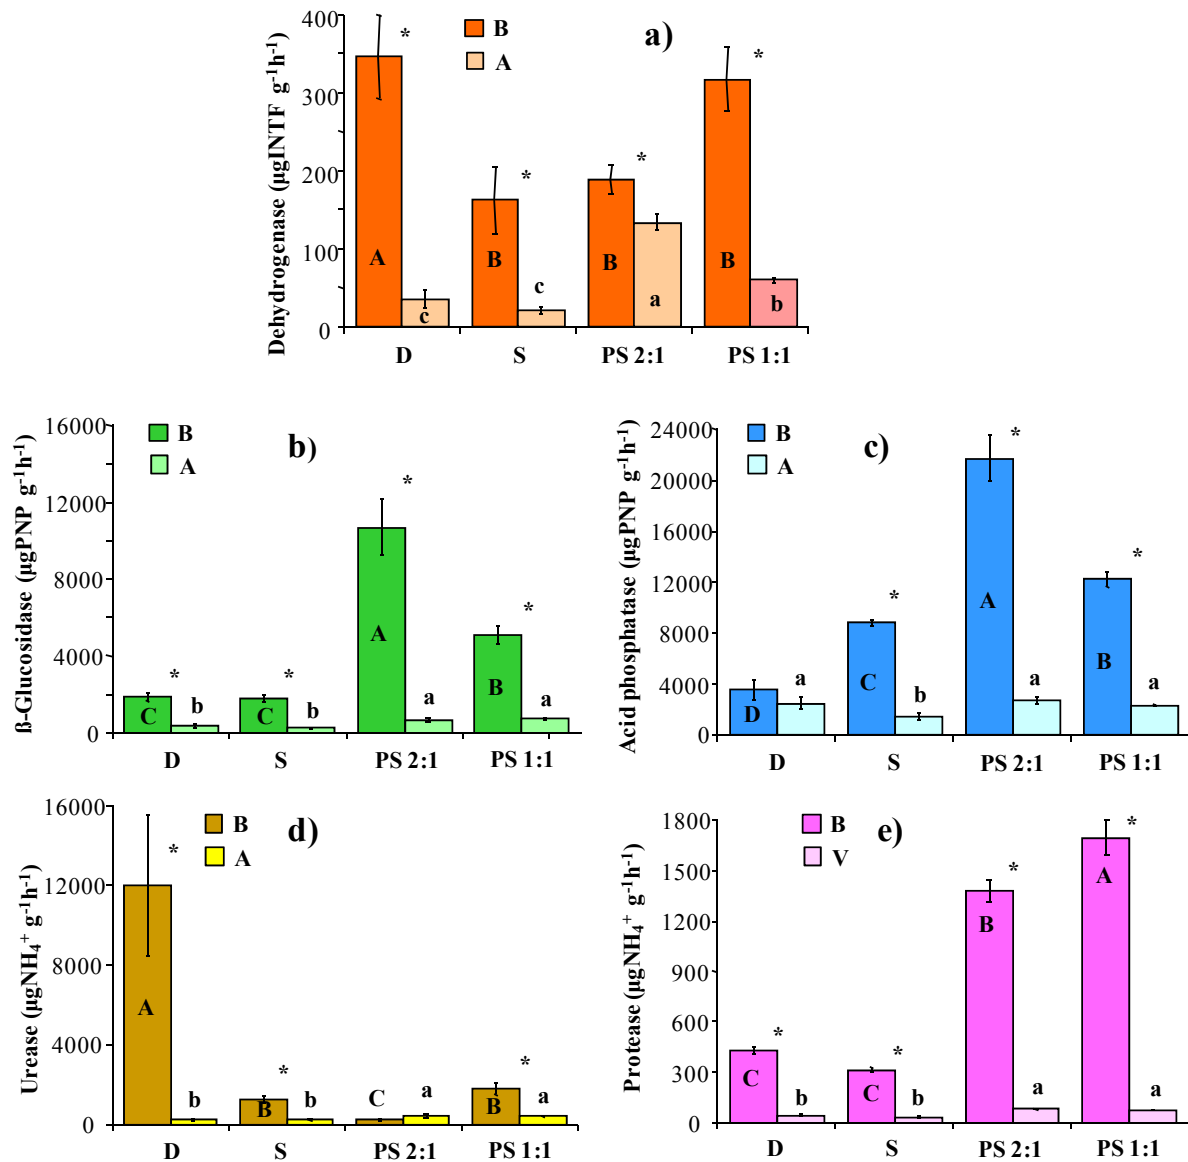 a)
B
A
Dehydrogenase (µgINTF g⁻¹h⁻¹)
400
300
200
100
0
*
*
*
*
A
c
B
c
B
a
B
b
D
S
PS 2:1
PS 1:1
b)
B
A
ß-Glucosidase (µgPNP g⁻¹h⁻¹)
16000
12000
8000
4000
0
*
*
*
*
C
b
C
b
A
a
B
a
D
S
PS 2:1
PS 1:1
c)
B
A
Acid phosphatase (µgPNP g⁻¹h⁻¹)
24000
20000
16000
12000
8000
4000
0
*
*
*
D
a
C
b
A
a
B
a
D
S
PS 2:1
PS 1:1
d)
B
A
Urease (µgNH₄⁺ g⁻¹h⁻¹)
16000
12000
8000
4000
0
*
*
*
A
b
B
b
C
a
B
a
D
S
PS 2:1
PS 1:1
e)
B
V
Protease (µgNH₄⁺ g⁻¹h⁻¹)
1800
1500
1200
900
600
300
0
*
*
*
*
C
b
C
b
B
a
A
a
D
S
PS 2:1
PS 1:1